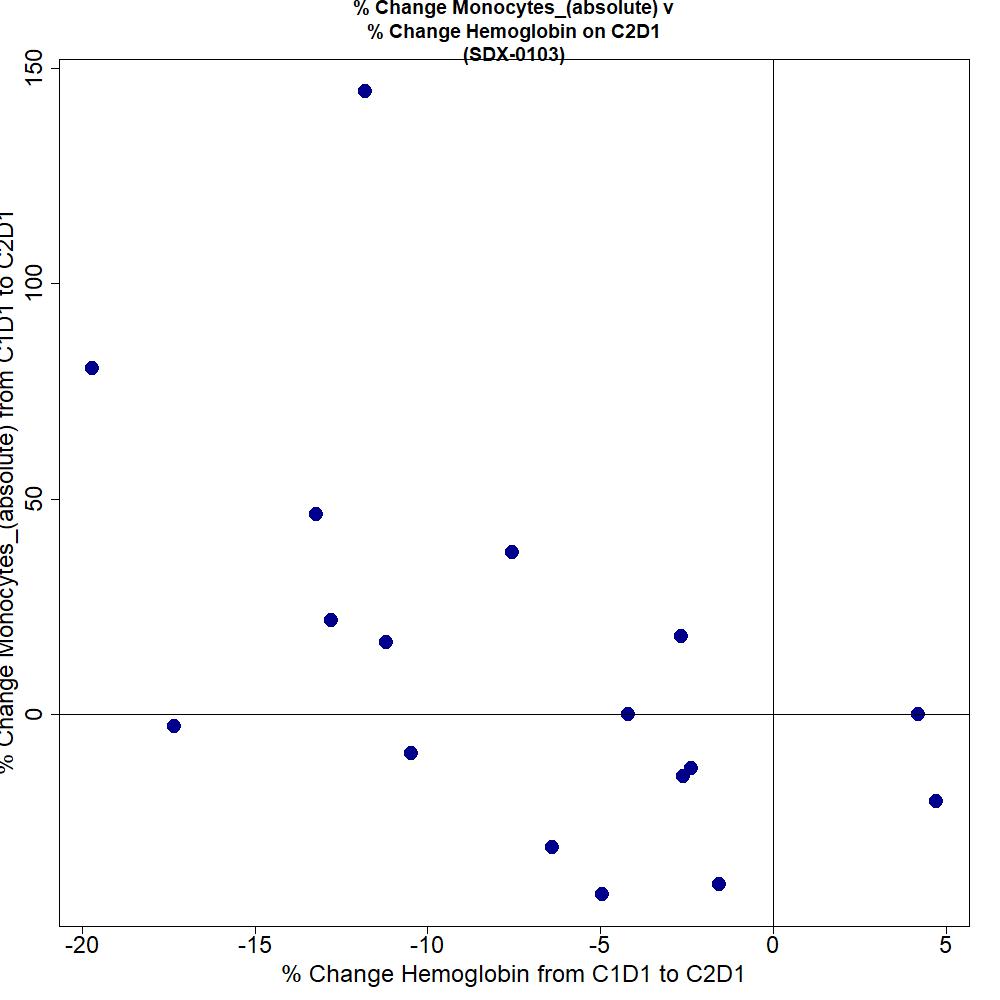 % Change Monocytes_(absolute) v
% Change Hemoglobin on C2D1
(SDX-0103)
% Change Monocytes_(absolute) from C1D1 to C2D1
150
100
50
0
-20
-15
-10
-5
0
5
% Change Hemoglobin from C1D1 to C2D1